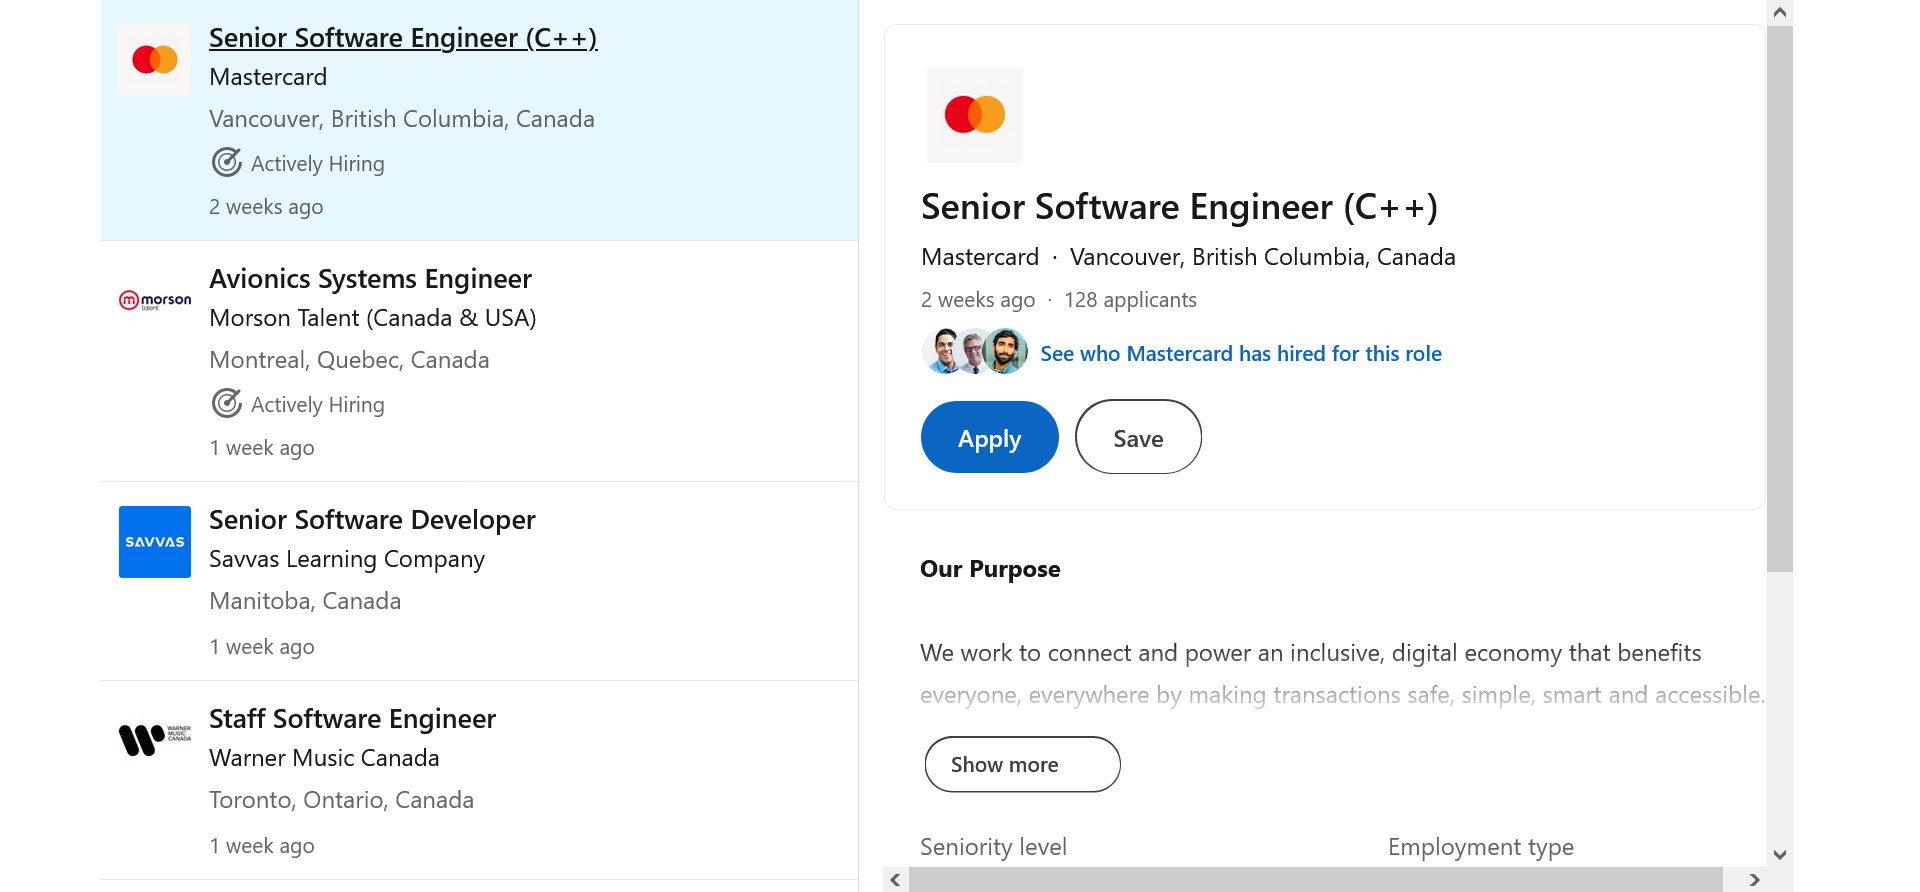 Senior Software Engineer (C++)
Mastercard
Vancouver, British Columbia, Canada
Actively Hiring
2 weeks ago
morson
talent
Avionics Systems Engineer
Morson Talent (Canada & USA)
Montreal, Quebec, Canada
Actively Hiring
1 week ago
SAVVAS
Senior Software Developer
Savvas Learning Company
Manitoba, Canada
1 week ago
WARNER
MUSIC
CANADA
Staff Software Engineer
Warner Music Canada
Toronto, Ontario, Canada
1 week ago
Senior Software Engineer (C++)
Mastercard · Vancouver, British Columbia, Canada
2 weeks ago · 128 applicants
See who Mastercard has hired for this role
Apply Save
Our Purpose
We work to connect and power an inclusive, digital economy that benefits
everyone, everywhere by making transactions safe, simple, smart and accessible.
Show more
Seniority level Employment type